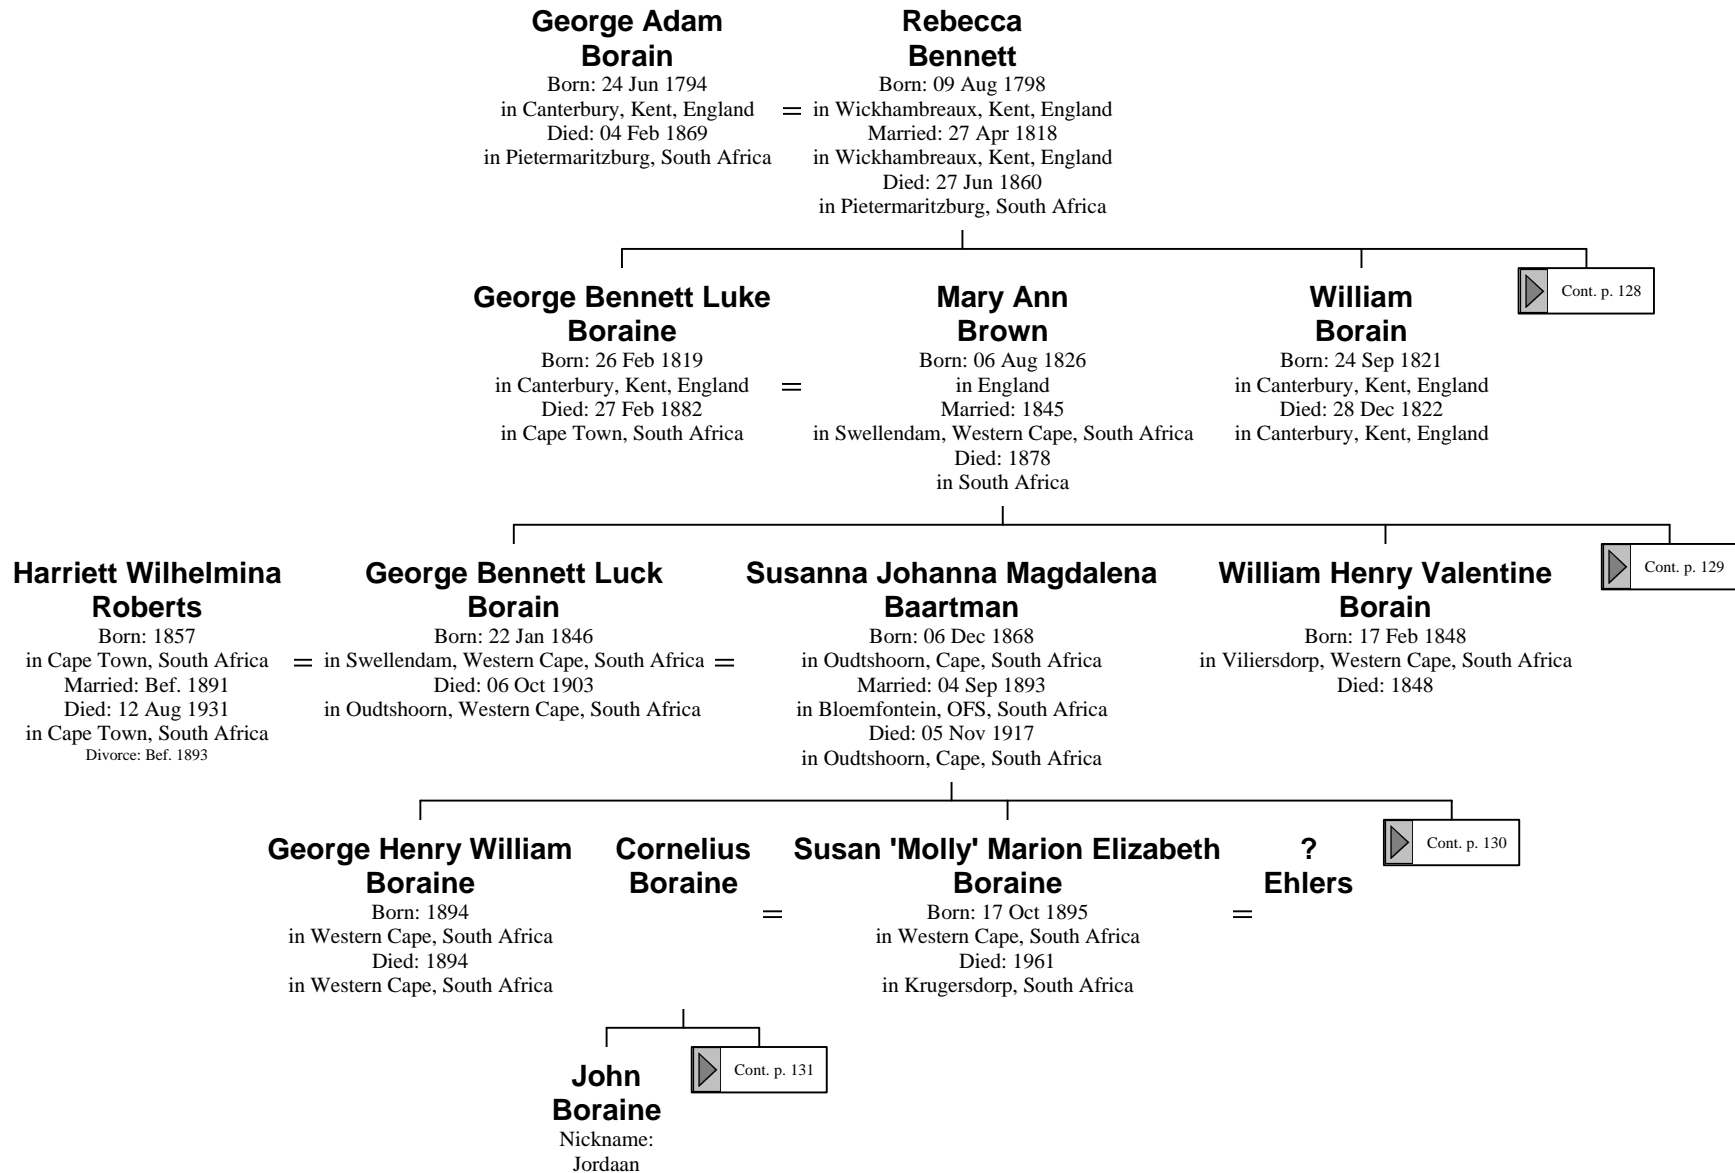 George Adam
Borain
Born: 24 Jun 1794
in Canterbury, Kent, England
Died: 04 Feb 1869
in Pietermaritzburg, South Africa
=
Rebecca
Bennett
Born: 09 Aug 1798
in Wickhambreaux, Kent, England
Married: 27 Apr 1818
in Wickhambreaux, Kent, England
Died: 27 Jun 1860
in Pietermaritzburg, South Africa
George Bennett Luke
Boraine
Born: 26 Feb 1819
in Canterbury, Kent, England
Died: 27 Feb 1882
in Cape Town, South Africa
=
Mary Ann
Brown
Born: 06 Aug 1826
in England
Married: 1845
in Swellendam, Western Cape, South Africa
Died: 1878
in South Africa
William
Borain
Born: 24 Sep 1821
in Canterbury, Kent, England
Died: 28 Dec 1822
in Canterbury, Kent, England
Cont. p. 128
Harriett Wilhelmina
Roberts
Born: 1857
in Cape Town, South Africa
Married: Bef. 1891
Died: 12 Aug 1931
in Cape Town, South Africa
Divorce: Bef. 1893
=
George Bennett Luck
Borain
Born: 22 Jan 1846
in Swellendam, Western Cape, South Africa
Died: 06 Oct 1903
in Oudtshoorn, Western Cape, South Africa
=
Susanna Johanna Magdalena
Baartman
Born: 06 Dec 1868
in Oudtshoorn, Cape, South Africa
Married: 04 Sep 1893
in Bloemfontein, OFS, South Africa
Died: 05 Nov 1917
in Oudtshoorn, Cape, South Africa
William Henry Valentine
Borain
Born: 17 Feb 1848
in Viliersdorp, Western Cape, South Africa
Died: 1848
Cont. p. 129
George Henry William
Boraine
Born: 1894
in Western Cape, South Africa
Died: 1894
in Western Cape, South Africa
Cornelius
Boraine
=
Susan 'Molly' Marion Elizabeth
Boraine
Born: 17 Oct 1895
in Western Cape, South Africa
Died: 1961
in Krugersdorp, South Africa
=
?
Ehlers
Cont. p. 130
John
Boraine
Nickname:
Jordaan
Cont. p. 131